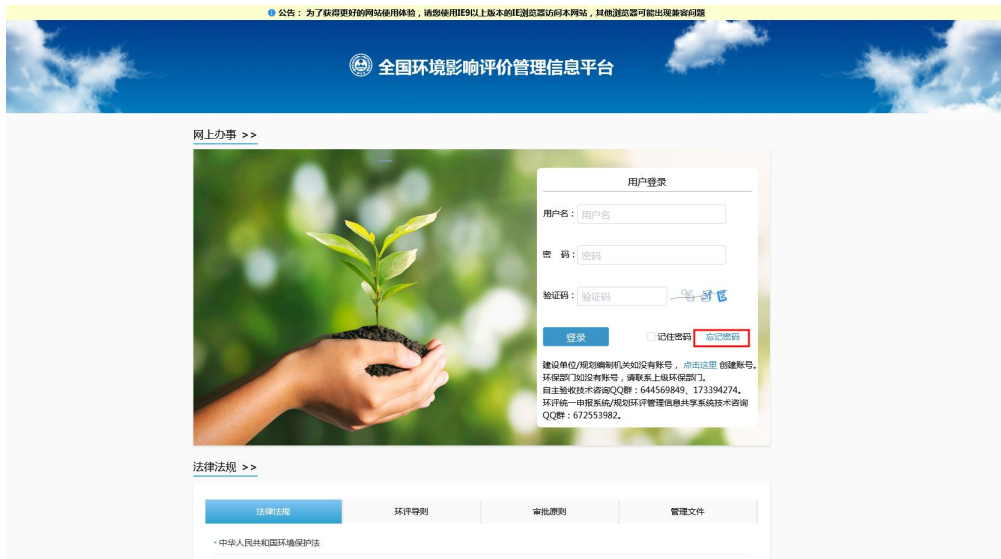 公告： 为了获得更好的网站使用体验，请您使用IE9以上版本的IE浏览器访问本网站，其他浏览器可能出现兼容问题
全国环境影响评价管理信息平台
网上办事 >>
用户登录
用户名： 用户名
密 码： 密码
验证码： 验证码
登录 记住密码 忘记密码
建设单位/规划编制机关如没有账号， 点击这里 创建账号。
环保部门如没有账号，请联系上级环保部门。
自主验收技术咨询QQ群：644569849、173394274。
环评统一申报系统/规划环评管理信息共享系统技术咨询
QQ群：672553982。
法律法规 >>
法律法规 环评导则 审批原则 管理文件
·中华人民共和国环境保护法